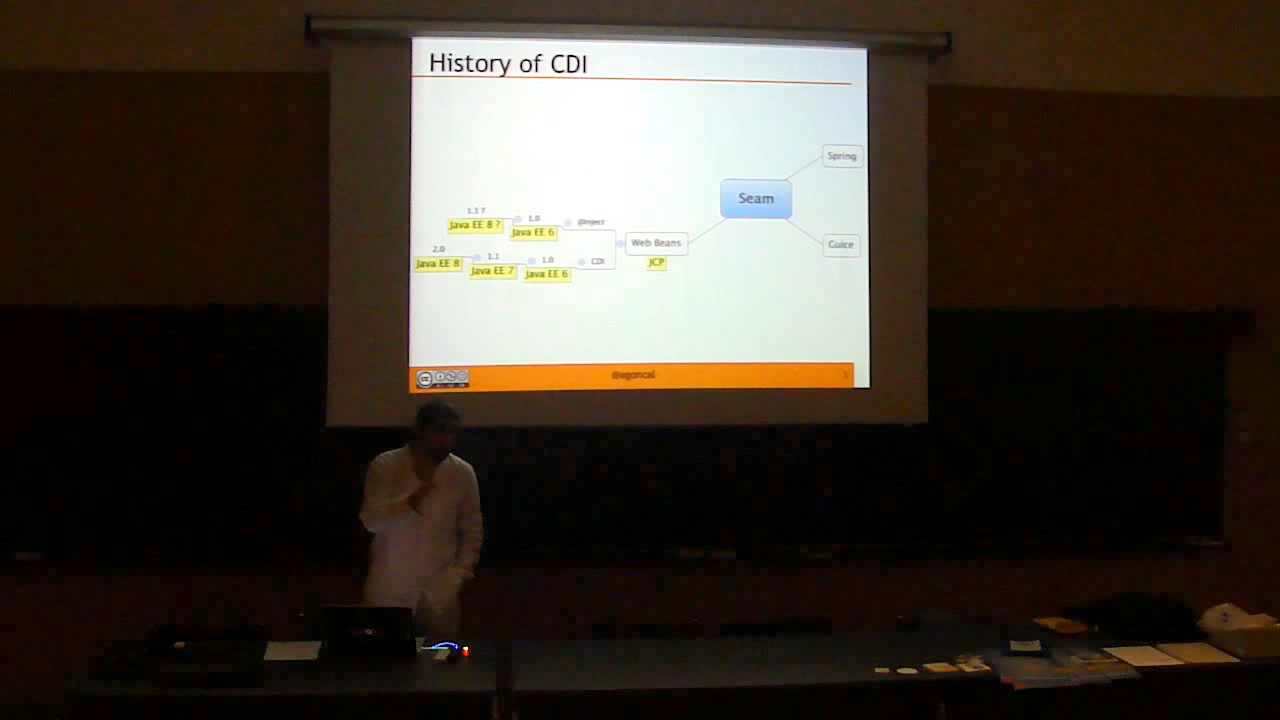 History of CDI
Spring
Seam
1.1 ?
1.0
@Inject
Java EE 8 ?
Java EE 6
Web Beans
Guice
2.0
1.1
1.0
CDI
JCP
Java EE 8
Java EE 7
Java EE 6
cc
@agoncal